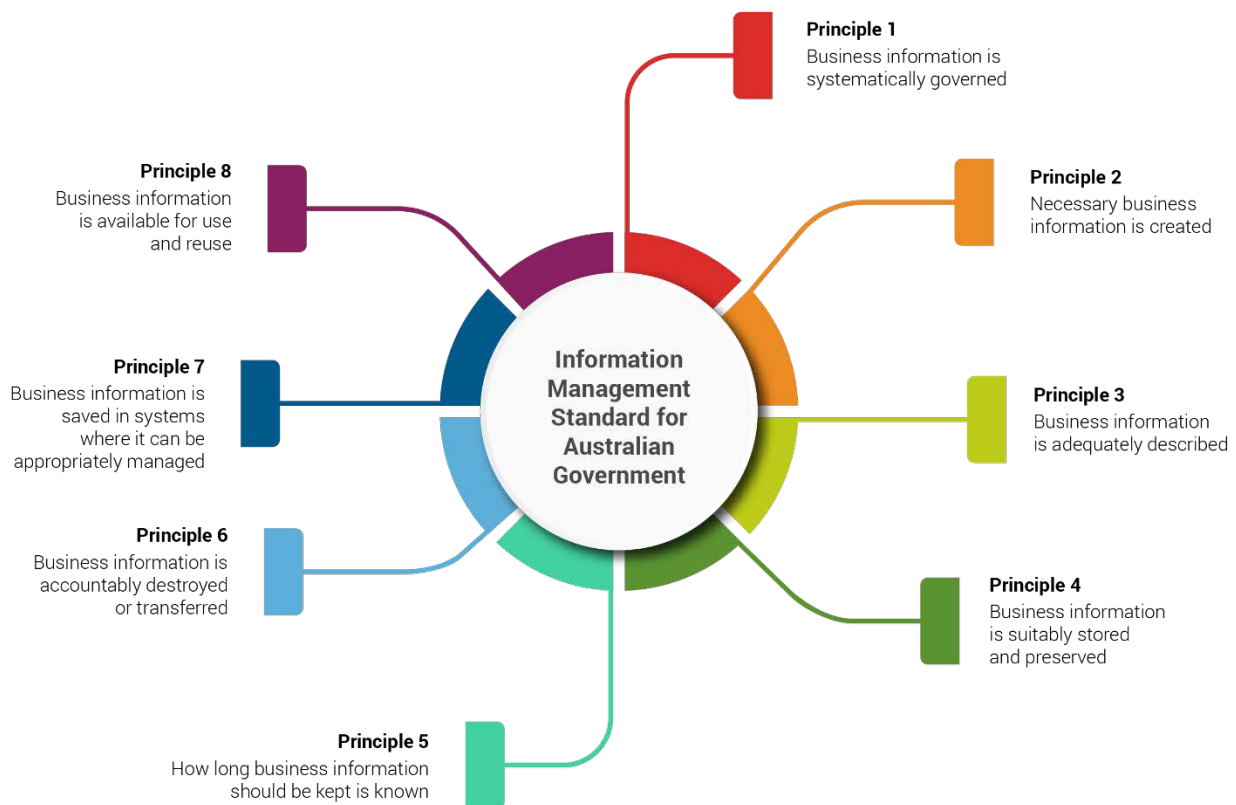 Principle 1
Business information is
systematically governed
Principle 2
Necessary business
information is created
Principle 3
Business information
is adequately described
Principle 4
Business information
is suitably stored
and preserved
Principle 5
How long business information
should be kept is known
Principle 6
Business information is
accountably destroyed
or transferred
Principle 7
Business information is
saved in systems
where it can be
appropriately managed
Principle 8
Business information
is available for use
and reuse
Information
Management
Standard for
Australian
Government